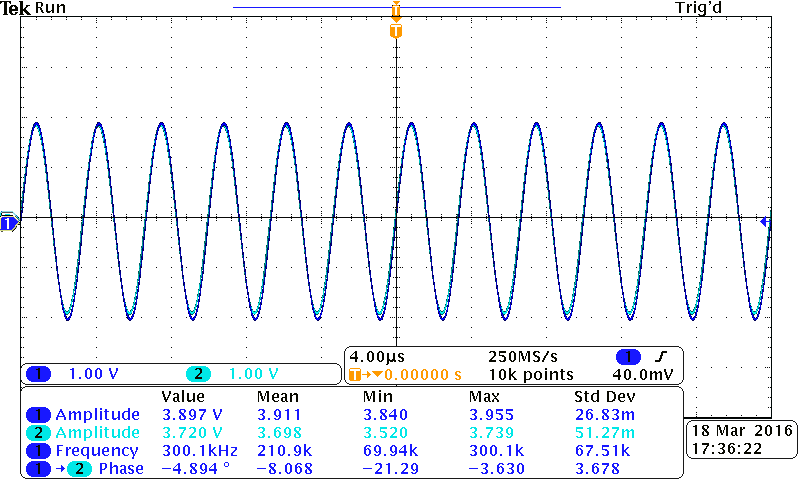 Tek Run Trig'd
T
T
1
1 1.00 V 2 1.00 V
4.00µs 250MS/s 1 ƒ
T→▼0.00000 s 10k points 40.0mV
Value Mean Min Max Std Dev
1 Amplitude 3.897 V 3.911 3.840 3.955 26.83m
2 Amplitude 3.720 V 3.698 3.520 3.739 51.27m
1 Frequency 300.1kHz 210.9k 69.94k 300.1k 67.51k
1 → 2 Phase −4.894 ° −8.068 −21.29 −3.630 3.678
18 Mar 2016
17:36:22